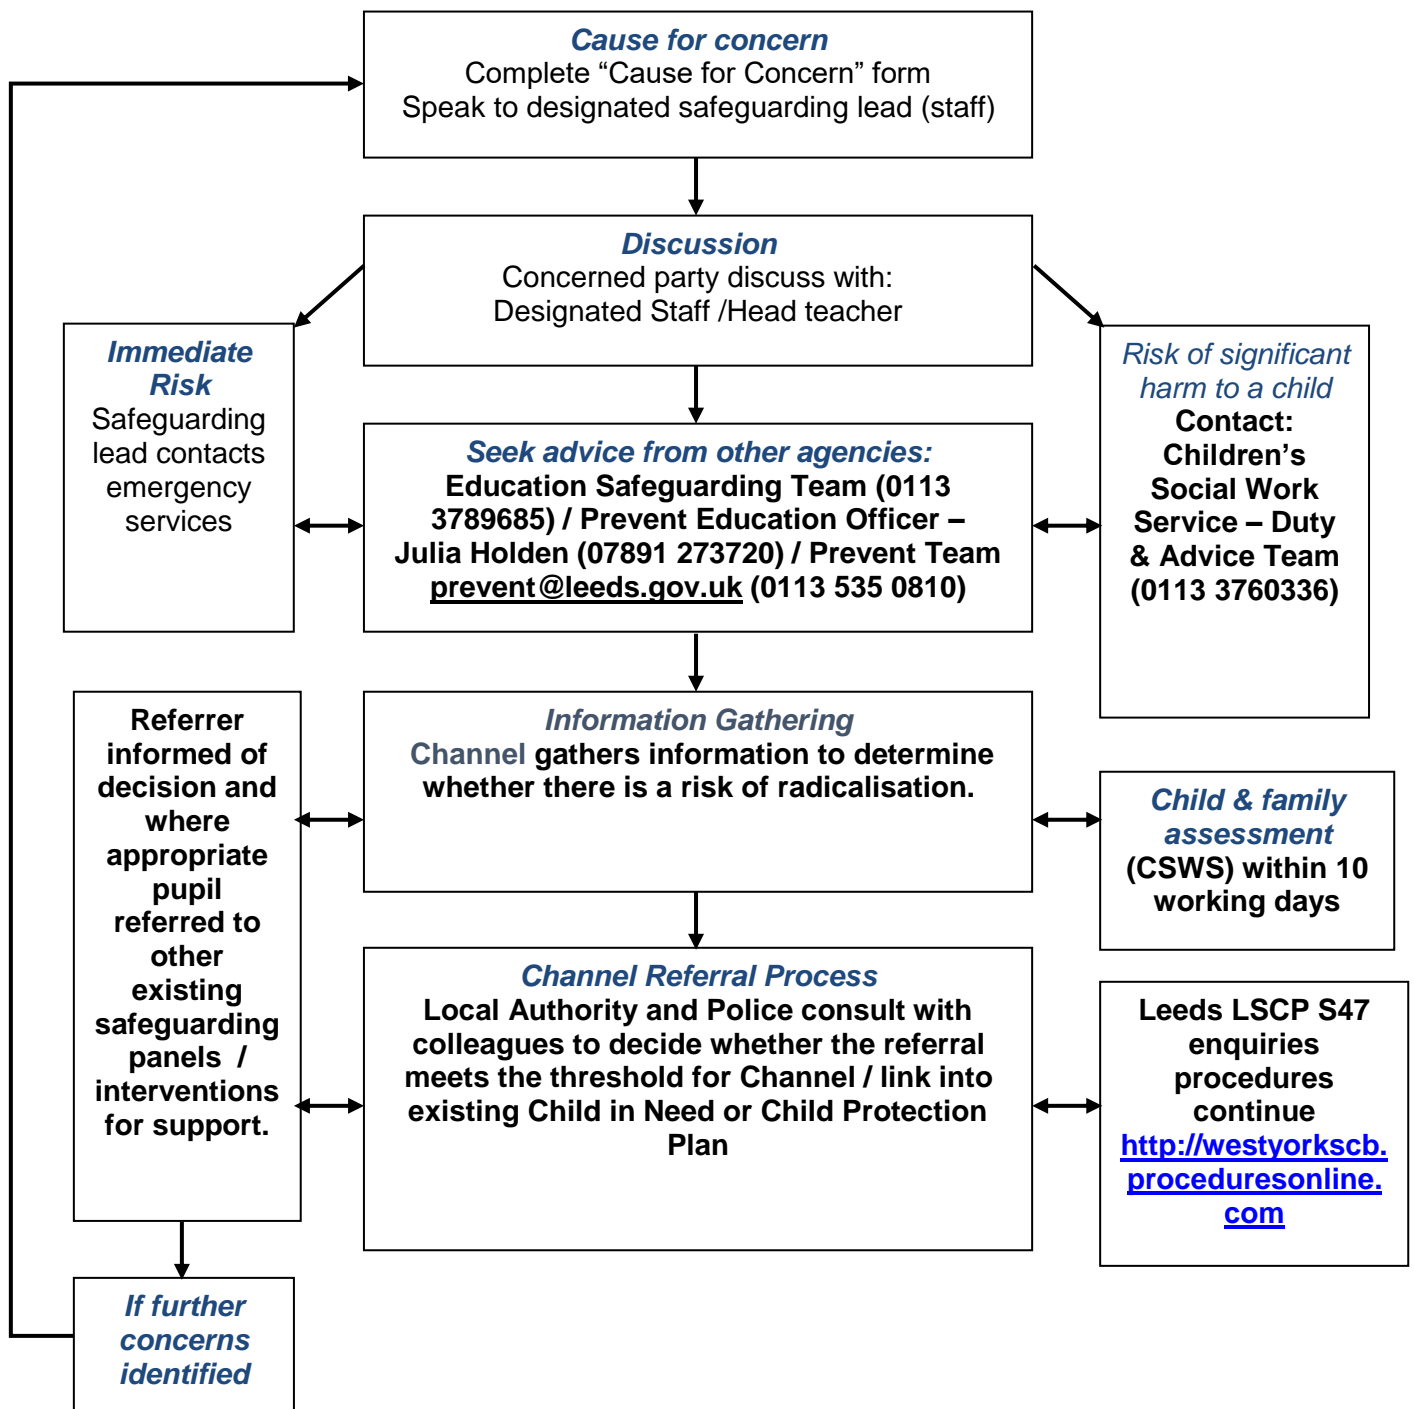 Cause for concern
Complete “Cause for Concern” form
Speak to designated safeguarding lead (staff)
Discussion
Concerned party discuss with:
Designated Staff /Head teacher
Immediate
Risk
Safeguarding
lead contacts
emergency
services
Seek advice from other agencies:
Education Safeguarding Team (0113
3789685) / Prevent Education Officer –
Julia Holden (07891 273720) / Prevent Team
prevent@leeds.gov.uk (0113 535 0810)
Risk of significant
harm to a child
Contact:
Children’s
Social Work
Service – Duty
& Advice Team
(0113 3760336)
Referrer
informed of
decision and
where
appropriate
pupil
referred to
other
existing
safeguarding
panels /
interventions
for support.
Information Gathering
Channel gathers information to determine
whether there is a risk of radicalisation.
Child & family
assessment
(CSWS) within 10
working days
Channel Referral Process
Local Authority and Police consult with
colleagues to decide whether the referral
meets the threshold for Channel / link into
existing Child in Need or Child Protection
Plan
Leeds LSCP S47
enquiries
procedures
continue
http://westyorkscb.
proceduresonline.
com
If further
concerns
identified